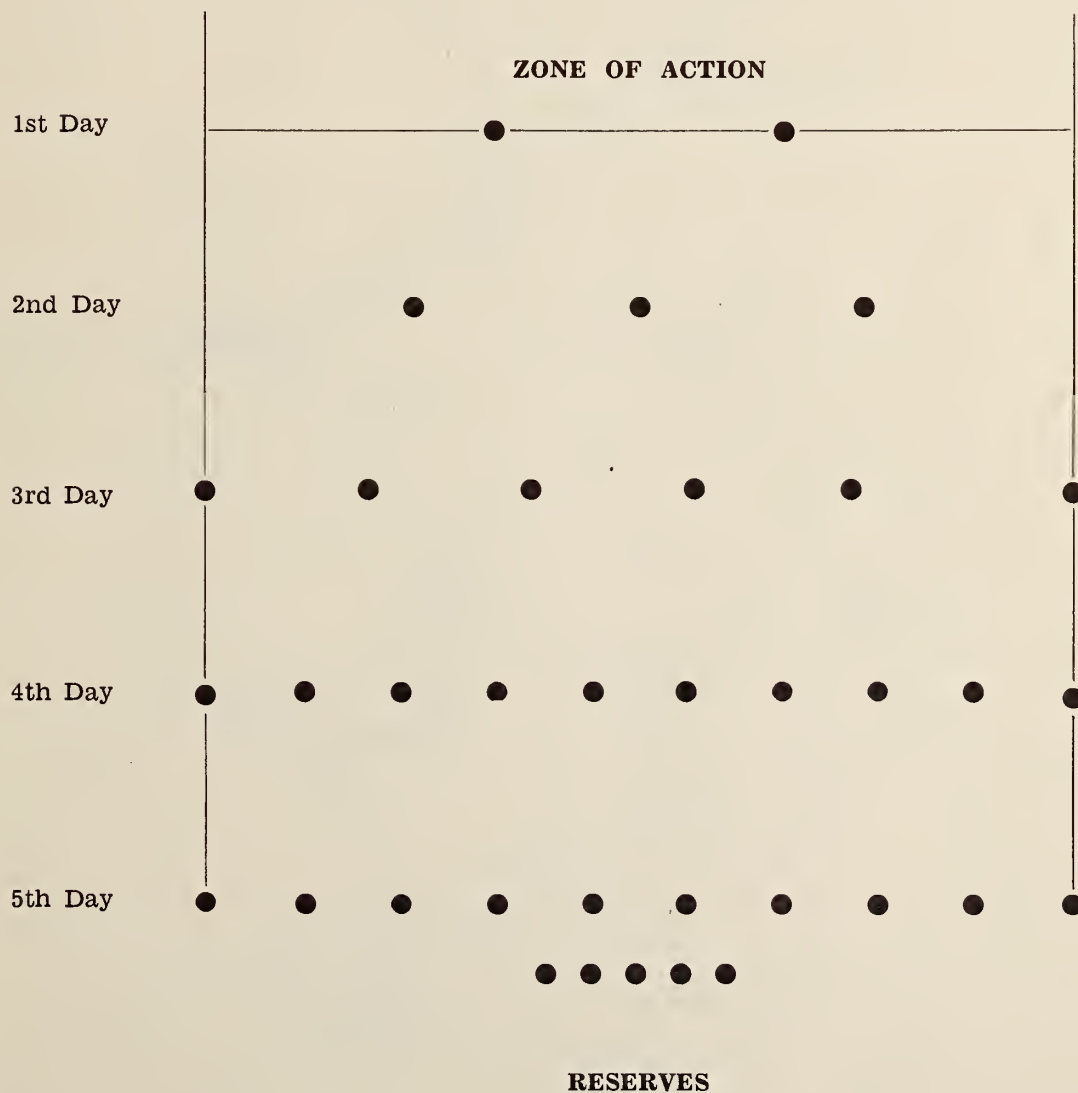 ZONE OF ACTION
1st Day
2nd Day
3rd Day
4th Day
5th Day
RESERVES